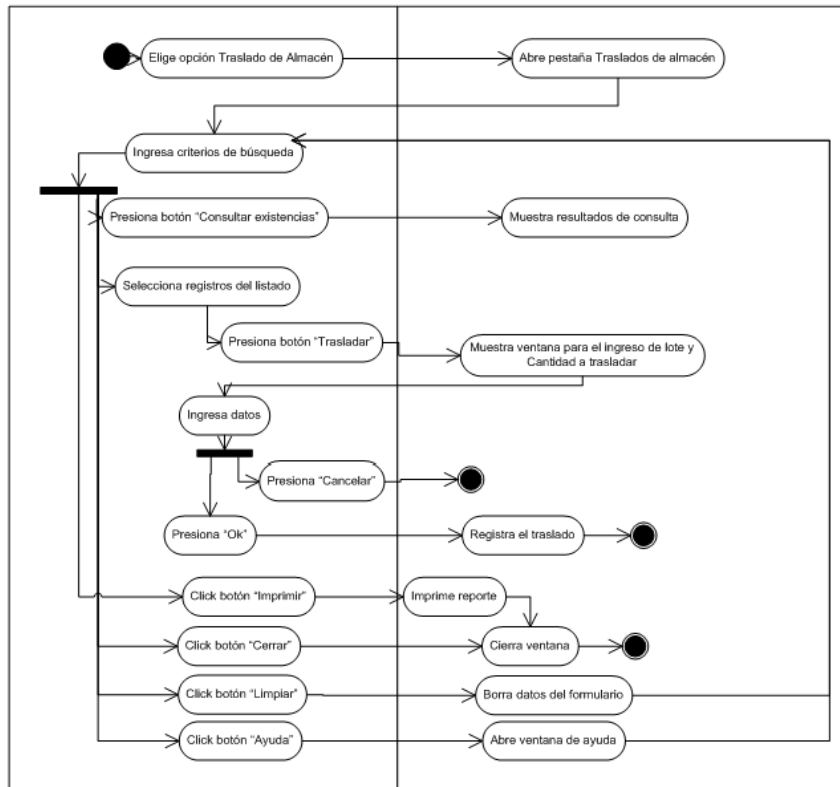 Elige opción Traslado de Almacén
Abre pestaña Traslados de almacén
Ingresa criterios de búsqueda
Presiona botón “Consultar existencias”
Muestra resultados de consulta
Selecciona registros del listado
Presiona botón “Trasladar”
Muestra ventana para el ingreso de lote y
Cantidad a trasladar
Ingresa datos
Presiona “Cancelar”
Presiona “Ok”
Registra el traslado
Click botón “Imprimir”
Imprime reporte
Click botón “Cerrar”
Cierra ventana
Click botón “Limpiar”
Borra datos del formulario
Click botón “Ayuda”
Abre ventana de ayuda